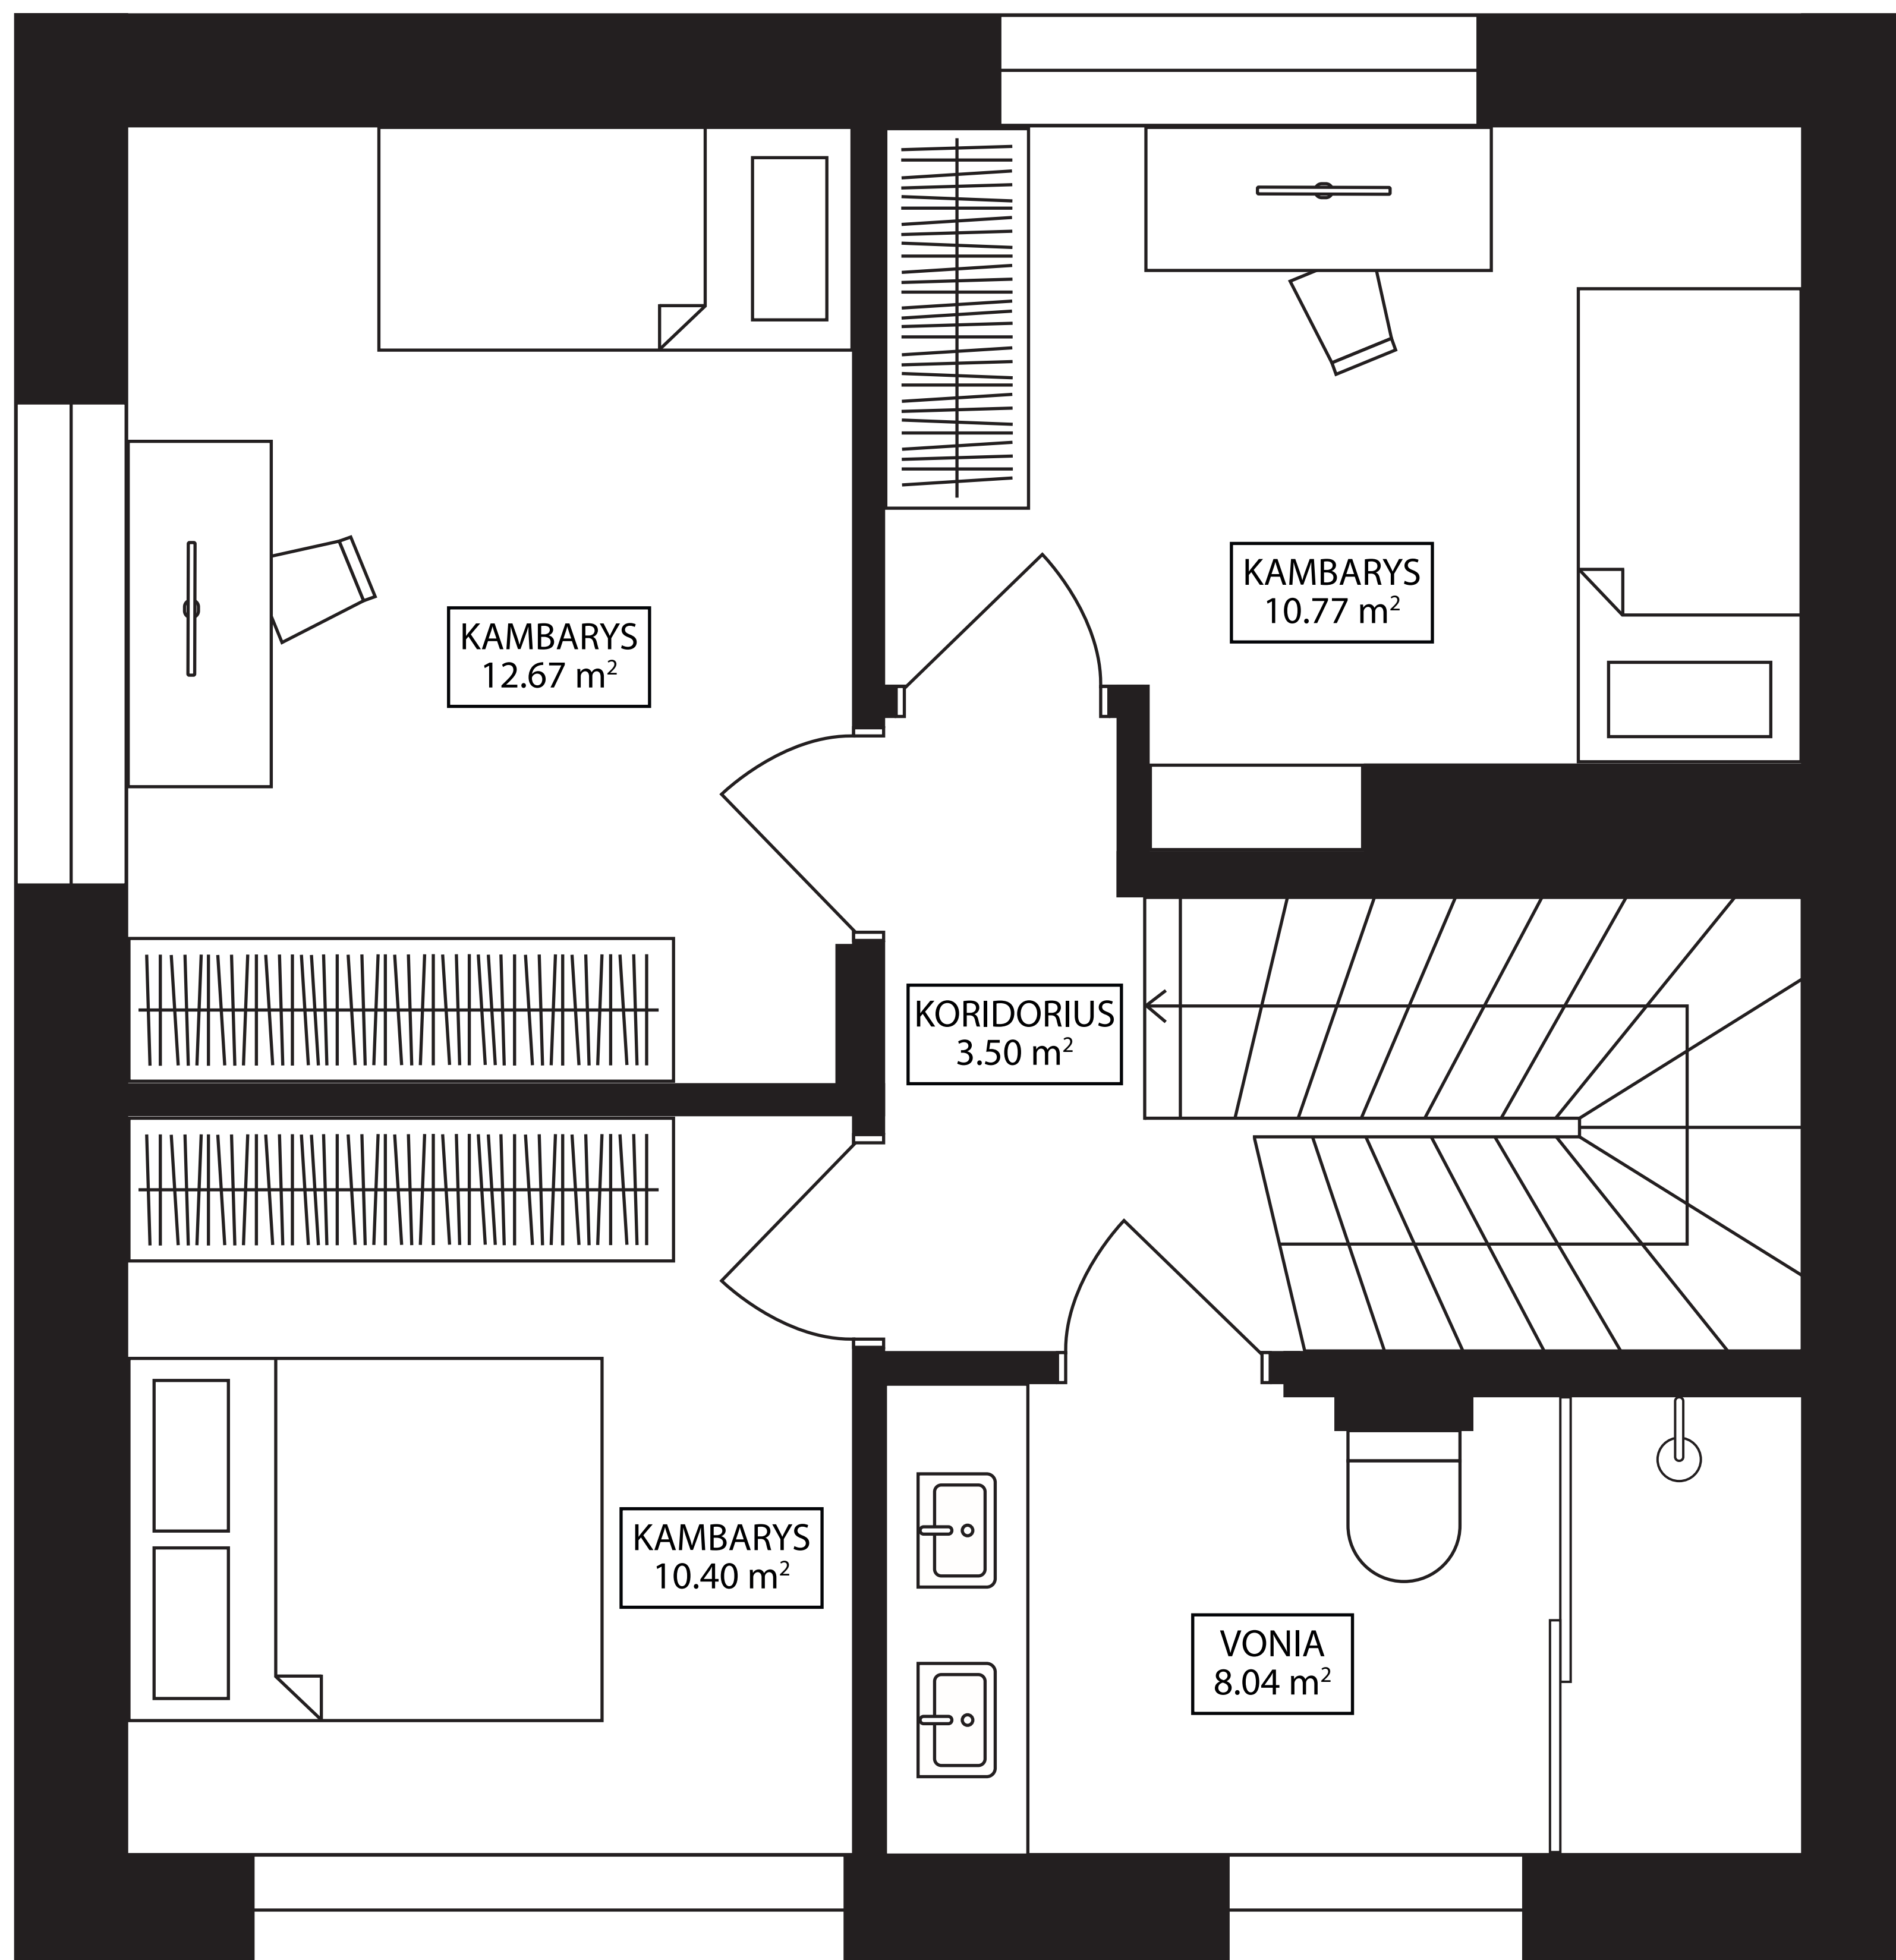 KAMBARYS
10.77 m²
KAMBARYS
12.67 m²
KORIDORIUS
3.50 m²
KAMBARYS
10.40 m²
VONIA
8.04 m²